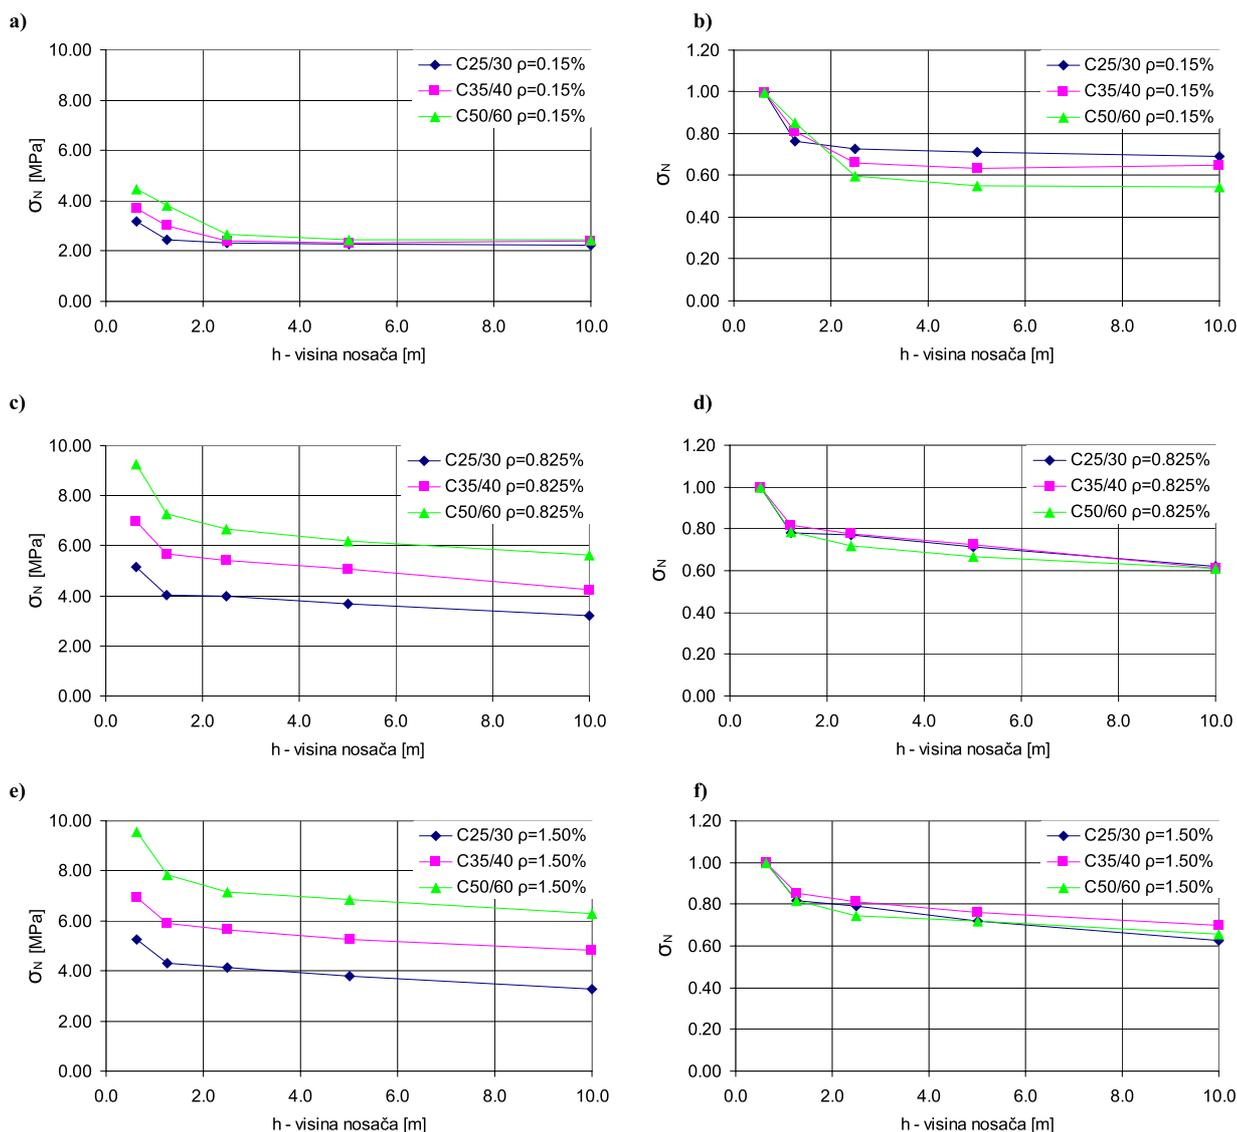 a)
10.00
8.00
6.00
4.00
2.00
0.00
σN [MPa]
C25/30 ρ=0.15%
C35/40 ρ=0.15%
C50/60 ρ=0.15%
0.0 2.0 4.0 6.0 8.0 10.0
h - visina nosača [m]
b)
1.20
1.00
0.80
0.60
0.40
0.20
0.00
σN
C25/30 ρ=0.15%
C35/40 ρ=0.15%
C50/60 ρ=0.15%
0.0 2.0 4.0 6.0 8.0 10.0
h - visina nosača [m]
c)
10.00
8.00
6.00
4.00
2.00
0.00
σN [MPa]
C25/30 ρ=0.825%
C35/40 ρ=0.825%
C50/60 ρ=0.825%
0.0 2.0 4.0 6.0 8.0 10.0
h - visina nosača [m]
d)
1.20
1.00
0.80
0.60
0.40
0.20
0.00
σN
C25/30 ρ=0.825%
C35/40 ρ=0.825%
C50/60 ρ=0.825%
0.0 2.0 4.0 6.0 8.0 10.0
h - visina nosača [m]
e)
10.00
8.00
6.00
4.00
2.00
0.00
σN [MPa]
C25/30 ρ=1.50%
C35/40 ρ=1.50%
C50/60 ρ=1.50%
0.0 2.0 4.0 6.0 8.0 10.0
h - visina nosača [m]
f)
1.20
1.00
0.80
0.60
0.40
0.20
0.00
σN
C25/30 ρ=1.50%
C35/40 ρ=1.50%
C50/60 ρ=1.50%
0.0 2.0 4.0 6.0 8.0 10.0
h - visina nosača [m]